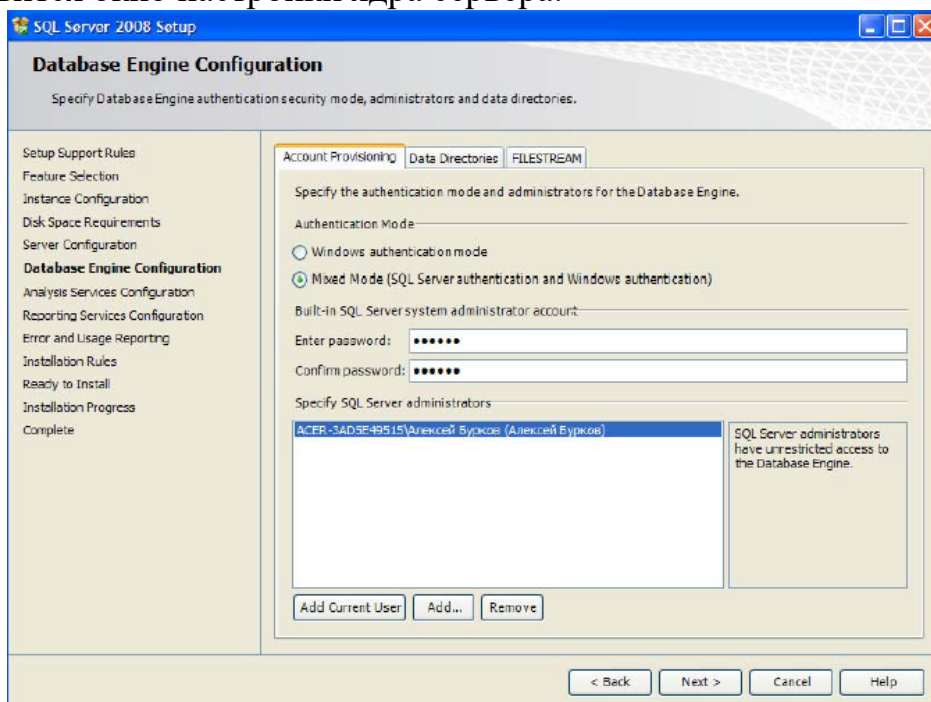 окно настройки ядра сервера.
SQL Server 2008 Setup
Database Engine Configuration
Specify Database Engine authentication security mode, administrators and data directories.
Setup Support Rules
Feature Selection
Instance Configuration
Disk Space Requirements
Server Configuration
Database Engine Configuration
Analysis Services Configuration
Reporting Services Configuration
Error and Usage Reporting
Installation Rules
Ready to Install
Installation Progress
Complete
Account Provisioning Data Directories FILESTREAM
Specify the authentication mode and administrators for the Database Engine.
Authentication Mode
Windows authentication mode
Mixed Mode (SQL Server authentication and Windows authentication)
Built-in SQL Server system administrator account
Enter password: ••••••
Confirm password: ••••••
Specify SQL Server administrators
ACER-3AD5E49515\Алексей Бурков (Алексей Бурков)
SQL Server administrators
have unrestricted access to
the Database Engine.
Add Current User Add... Remove
< Back Next > Cancel Help